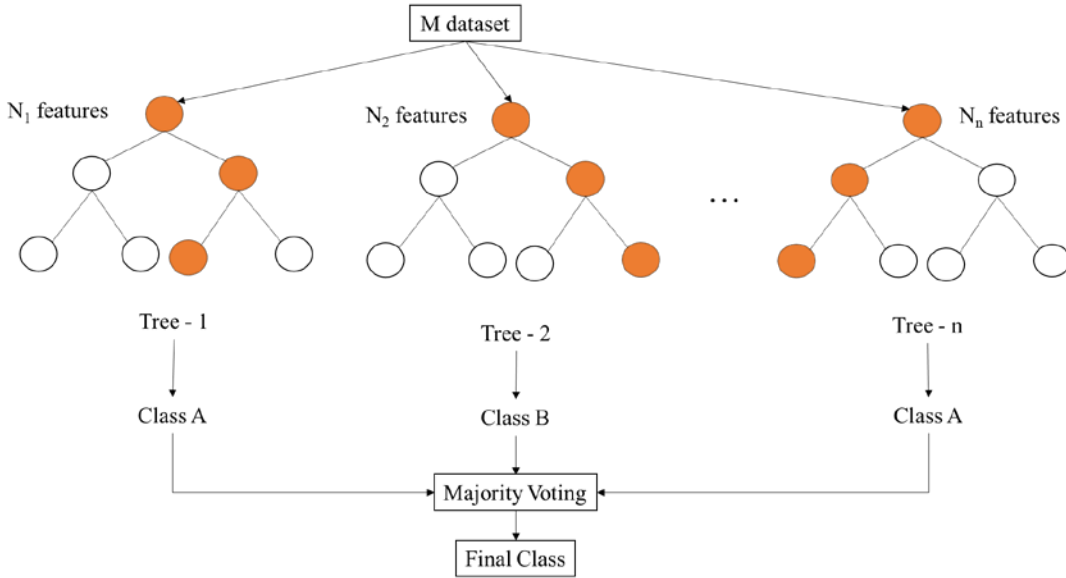 M dataset
N₁ features
N₂ features
Nₙ features
...
Tree - 1
Tree - 2
Tree - n
Class A
Class B
Class A
Majority Voting
Final Class